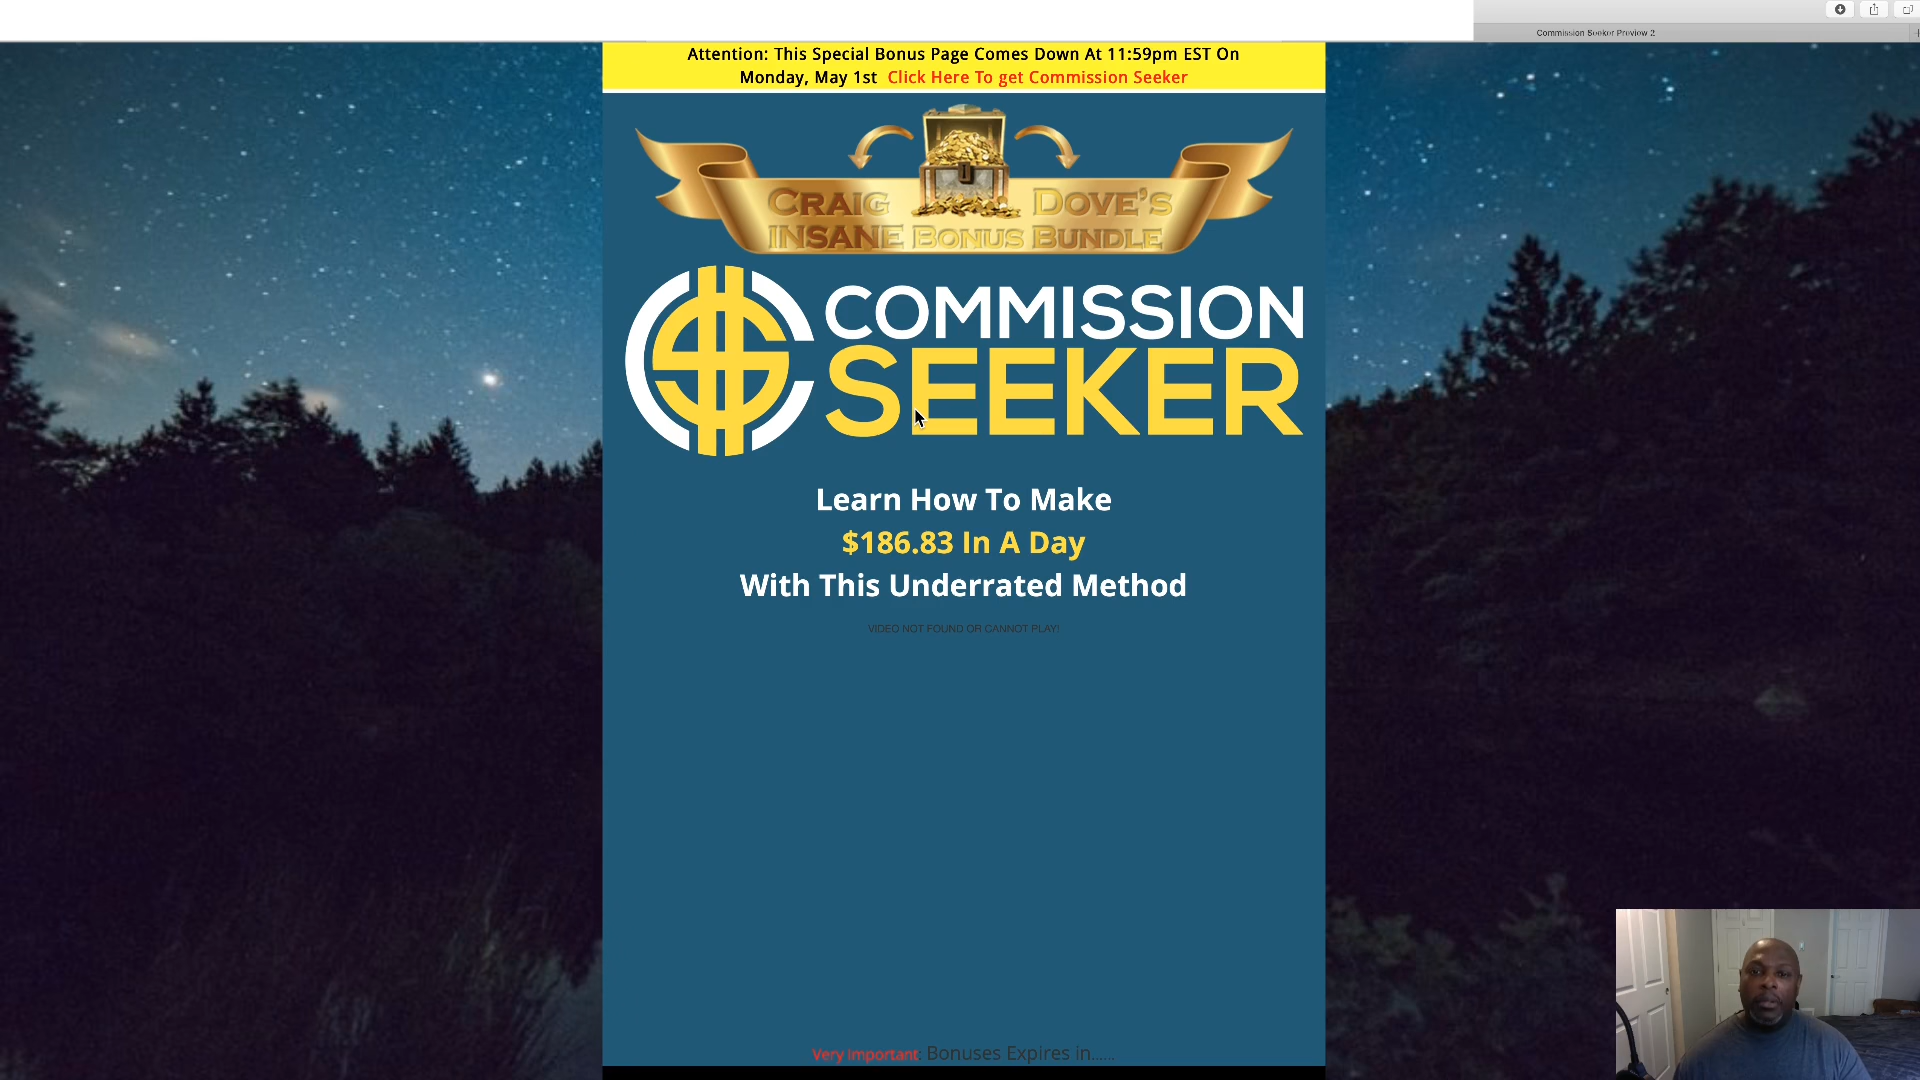 Commission Seeker Preview 2
Attention: This Special Bonus Page Comes Down At 11:59pm EST On
Monday, May 1st Click Here To get Commission Seeker
CRAIG DOVE'S
INSANE BONUS BUNDLE
COMMISSION
SEEKER
Learn How To Make
$186.83 In A Day
With This Underrated Method
VIDEO NOT FOUND OR CANNOT PLAY!
Very Important: Bonuses Expires in......